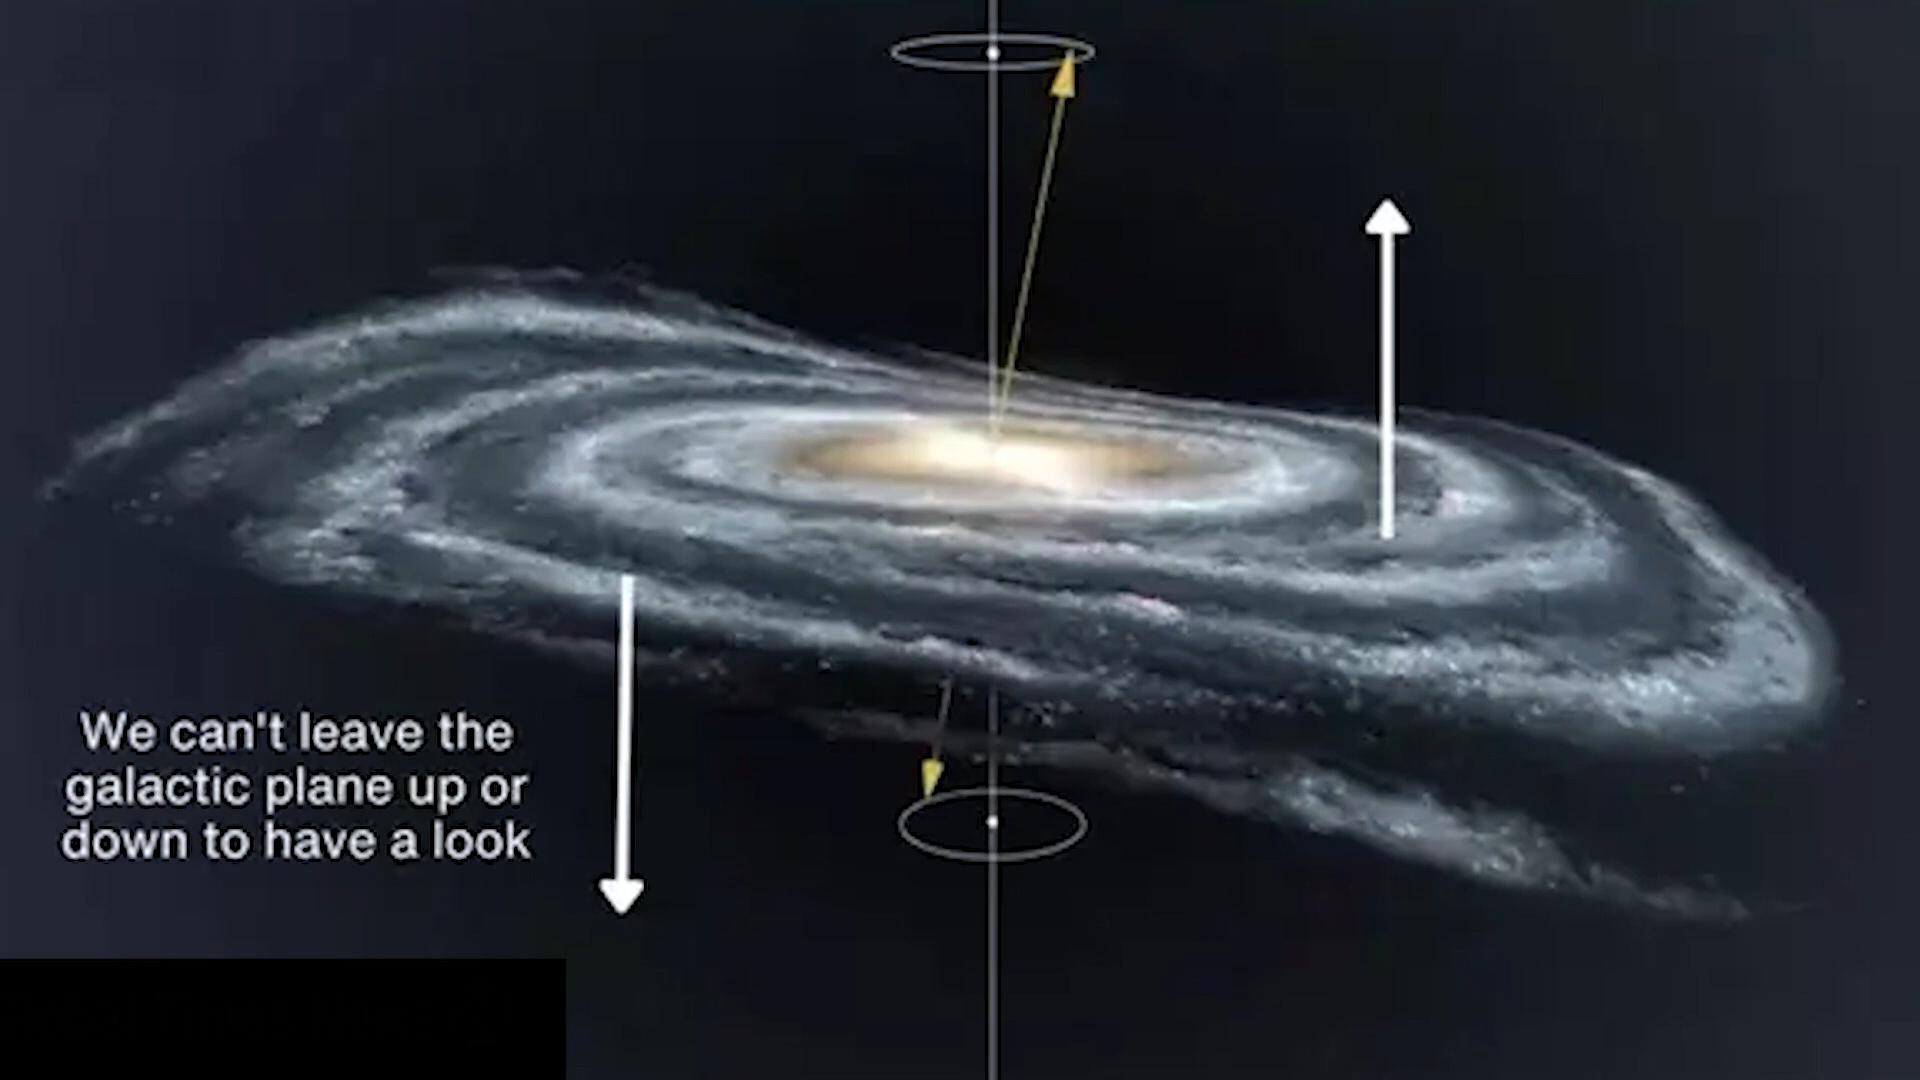 We can't leave the
galactic plane up or
down to have a look